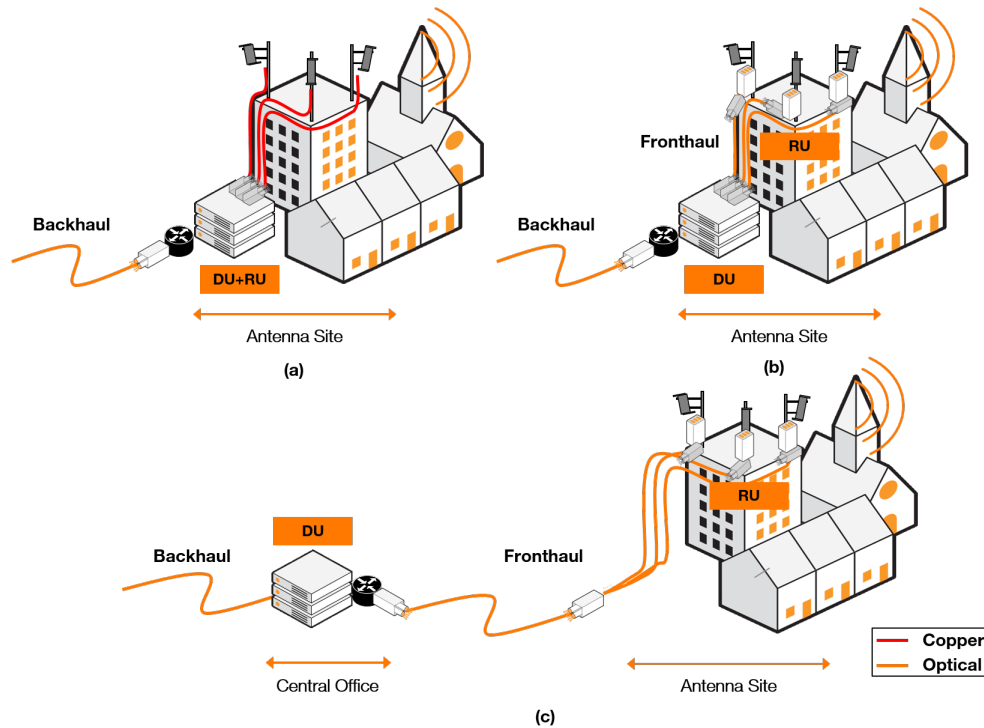 Backhaul
DU+RU
Antenna Site
(a)
Fronthaul
RU
Backhaul
DU
Antenna Site
(b)
DU
Backhaul
Fronthaul
RU
Central Office
Antenna Site
Copper
Optical
(c)